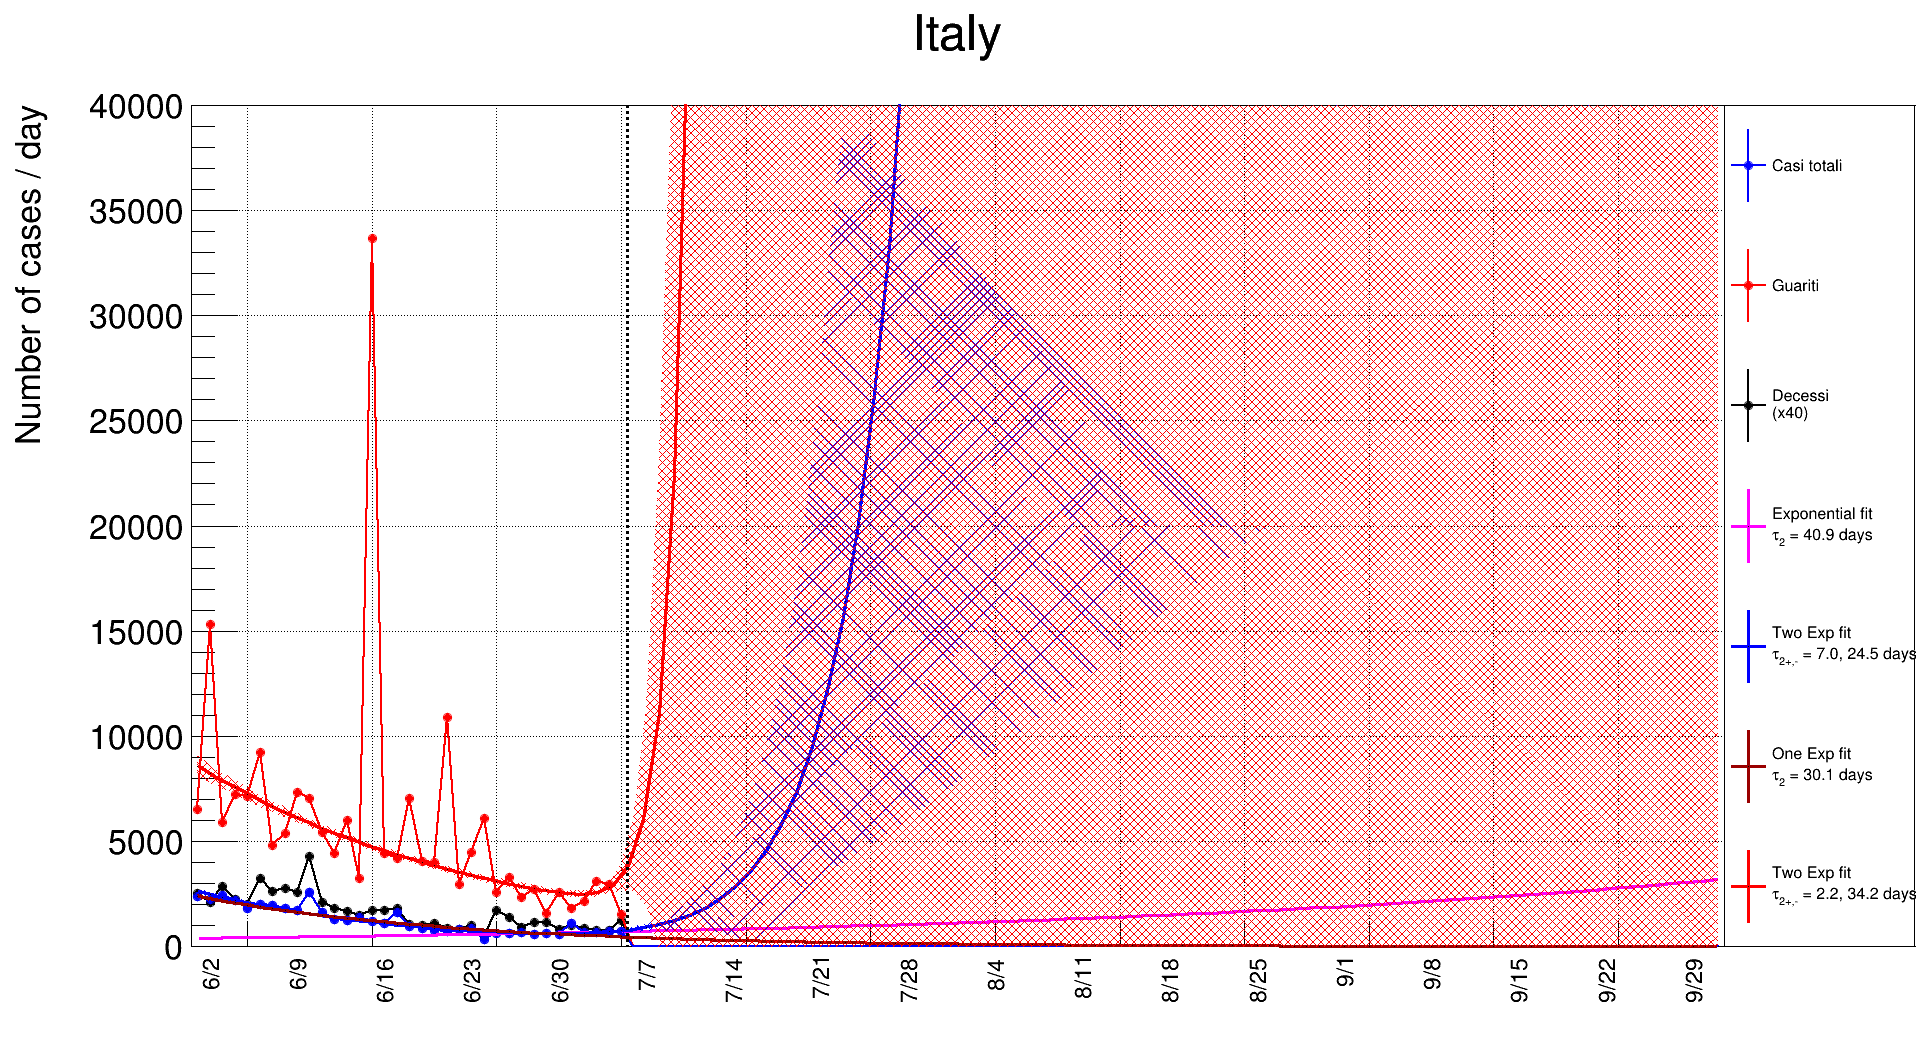 Italy
Number of cases / day
40000
35000
30000
25000
20000
15000
10000
5000
0
6/2
6/9
6/16
6/23
6/30
7/7
7/14
7/21
7/28
8/4
8/11
8/18
8/25
9/1
9/8
9/15
9/22
9/29
Casi totali
Guariti
Decessi
(x40)
Exponential fit
τ2 = 40.9 days
Two Exp fit
τ2+,- = 7.0, 24.5 days
One Exp fit
τ2 = 30.1 days
Two Exp fit
τ2+,- = 2.2, 34.2 days